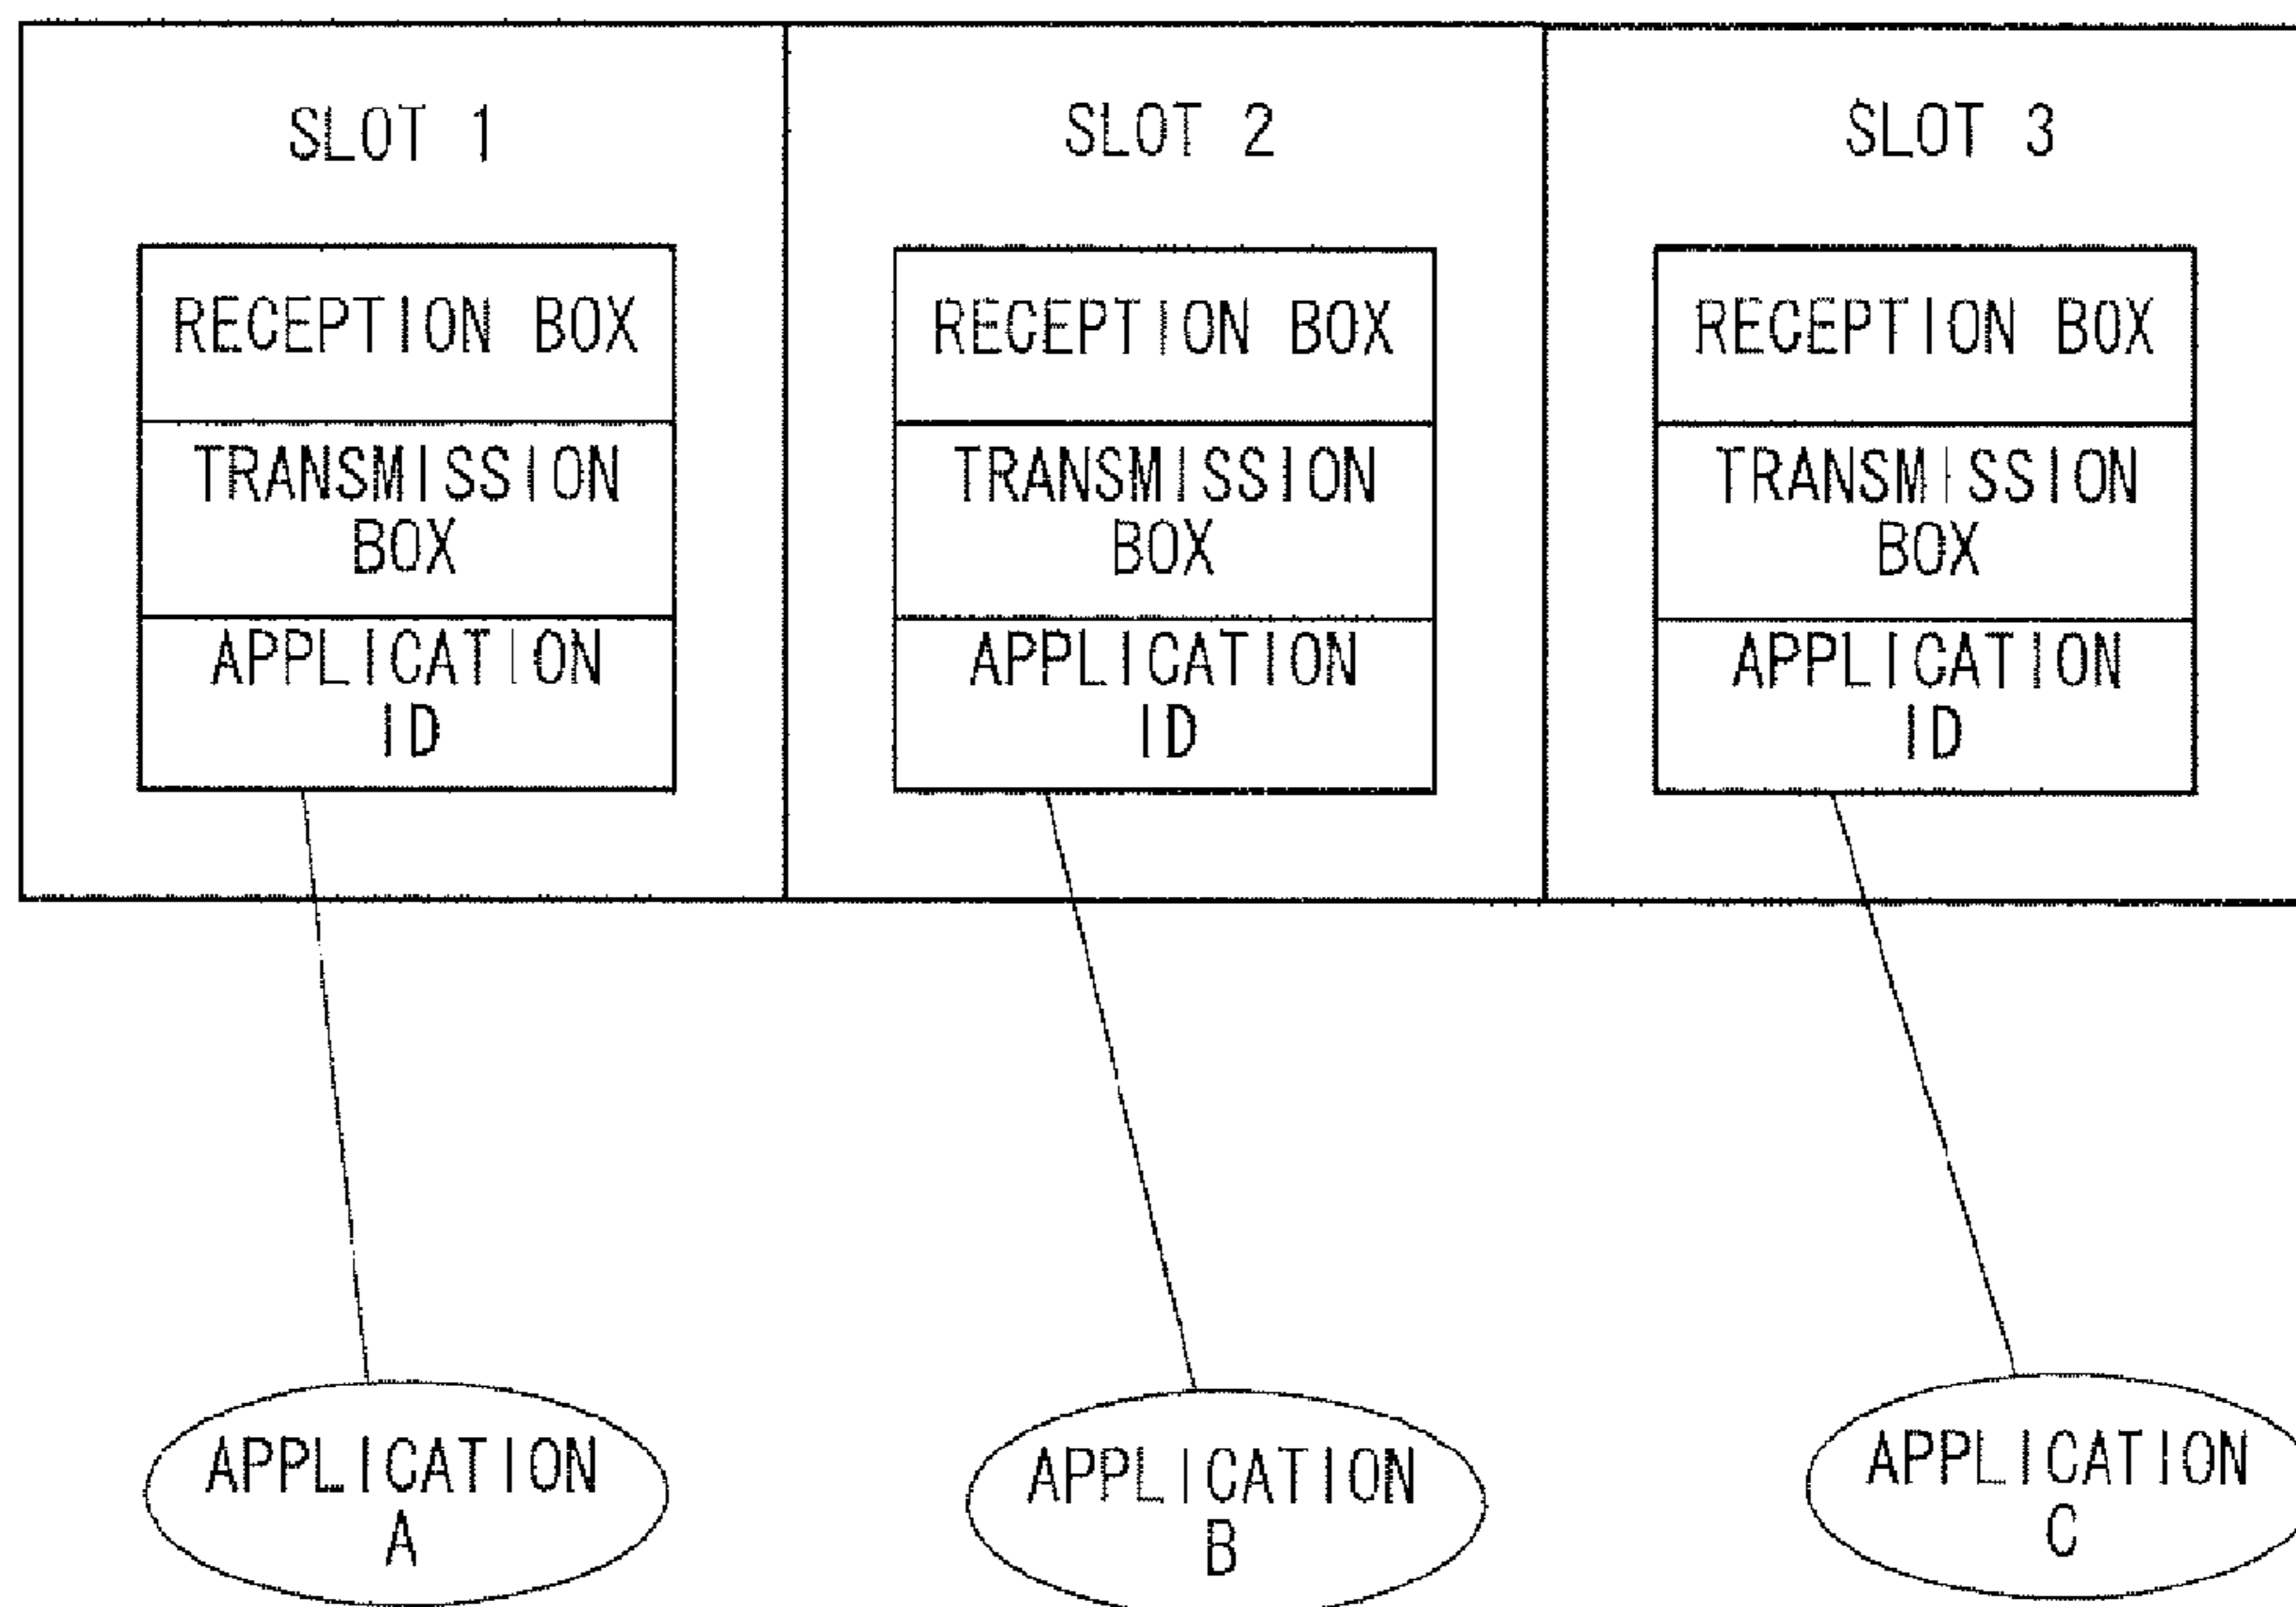 SLOT 1
RECEPTION BOX
TRANSMISSION
BOX
APPLICATION
ID
SLOT 2
RECEPTION BOX
TRANSMISSION
BOX
APPLICATION
ID
SLOT 3
RECEPTION BOX
TRANSMISSION
BOX
APPLICATION
ID
APPLICATION
A
APPLICATION
B
APPLICATION
C